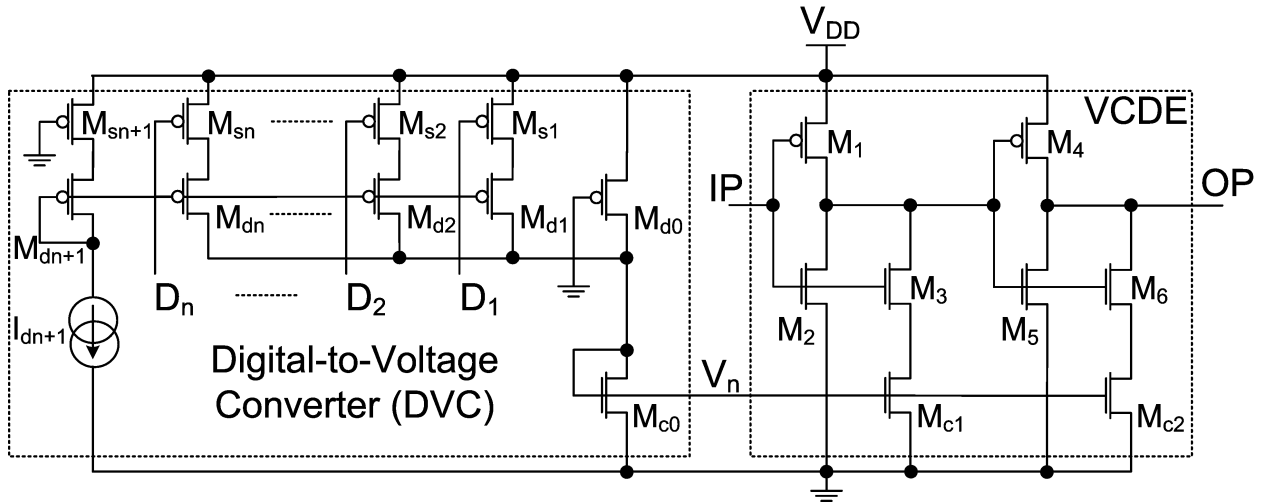 V_DD
VCDE
M_sn+1
M_sn
M_s2
M_s1
M_1
M_4
IP
OP
M_dn+1
M_dn
M_d2
M_d1
M_d0
D_n
D_2
D_1
M_3
M_6
M_2
M_5
I_dn+1
Digital-to-Voltage
Converter (DVC)
V_n
M_c0
M_c1
M_c2